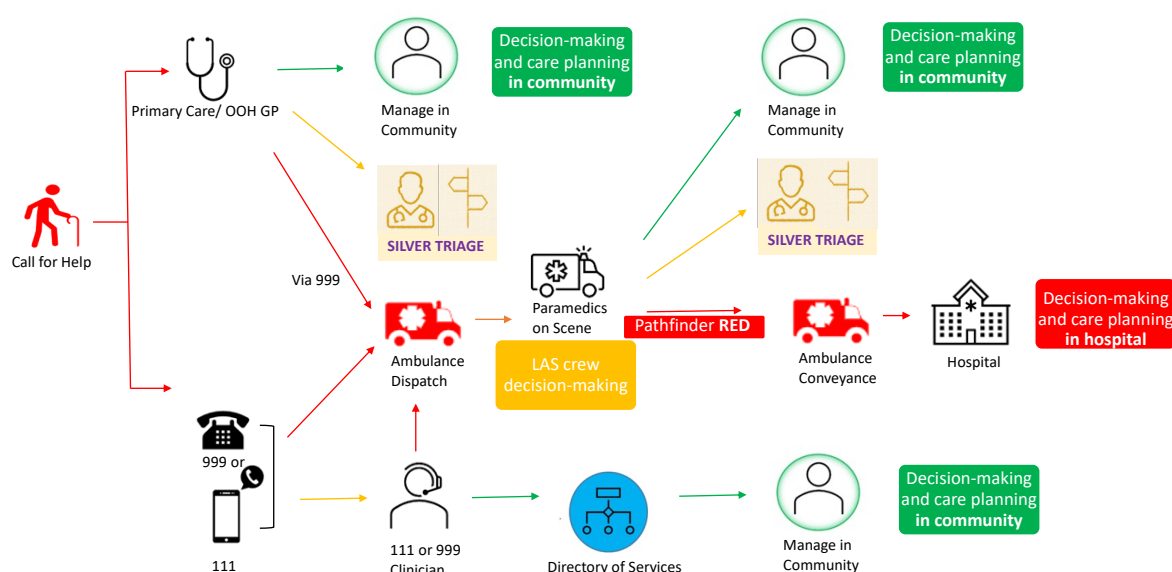 Primary Care/ OOH GP
Manage in
Community
Decision-making
and care planning
in community
Manage in
Community
Decision-making
and care planning
in community
SILVER TRIAGE
SILVER TRIAGE
Call for Help
Via 999
Paramedics
on Scene
Pathfinder RED
Ambulance
Dispatch
LAS crew
decision-making
Ambulance
Conveyance
Hospital
Decision-making
and care planning
in hospital
999 or
111
111 or 999
Clinician
Directory of Services
Manage in
Community
Decision-making
and care planning
in community